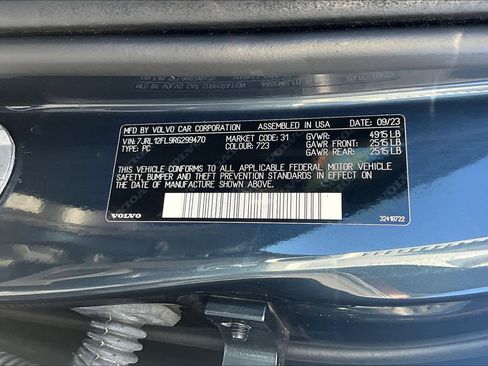 MFD BY VOLVO CAR CORPORATION ASSEMBLED IN USA DATE: 09/23
VIN:7JRL12FL9RG299470 MARKET CODE: 31 GVWR: 4915 LB
TYPE: PC COLOR CODE: 723 GAWR FRONT: 2515 LB
GAWR REAR: 2515 LB
THIS VEHICLE CONFORMS TO ALL APPLICABLE FEDERAL MOTOR VEHICLE
SAFETY, BUMPER AND THEFT PREVENTION STANDARDS IN EFFECT
ON THE DATE OF MANUFACTURE SHOWN ABOVE.
VOLVO 32418722